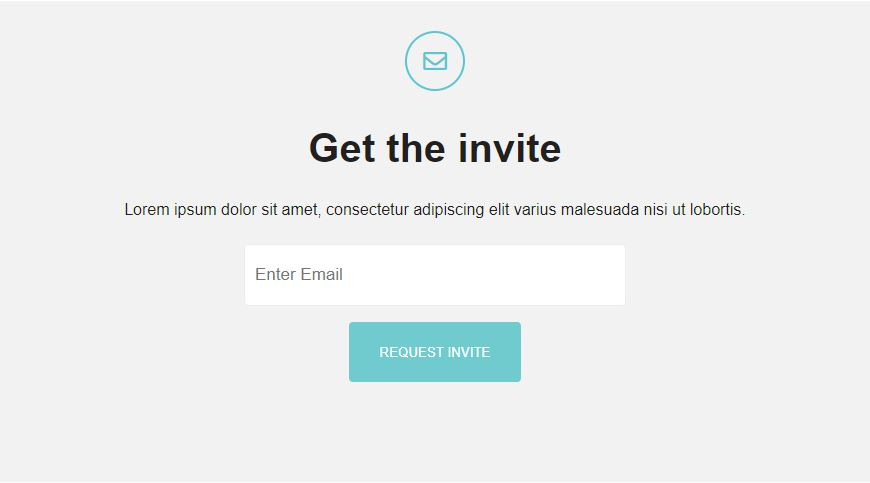 Get the invite
Lorem ipsum dolor sit amet, consectetur adipiscing elit varius malesuada nisi ut lobortis.
Enter Email
REQUEST INVITE